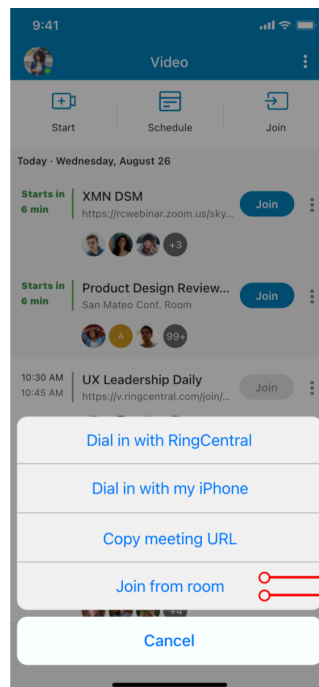 9:41
Video
Start Schedule Join
Today · Wednesday, August 26
Starts in XMN DSM Join
6 min https://rcwebinar.zoom.us/sky...
+3
Starts in Product Design Review... Join
6 min San Mateo Conf. Room
A 99+
10:30 AM UX Leadership Daily Join
10:45 AM https://v.ringcentral.com/join/...
Dial in with RingCentral
Dial in with my iPhone
Copy meeting URL
Join from room
+4
Cancel